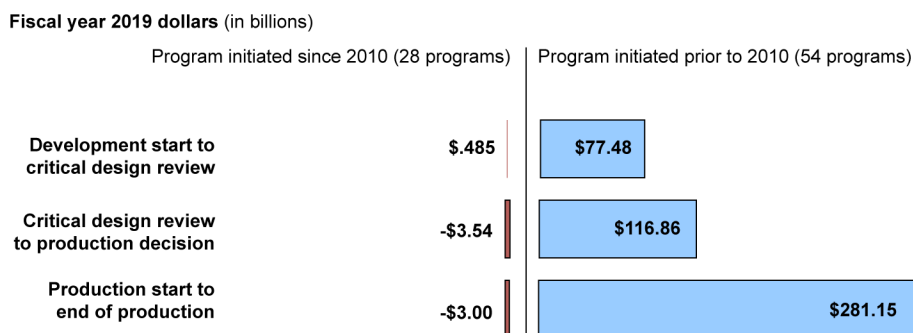 Fiscal year 2019 dollars (in billions)
Program initiated since 2010 (28 programs)
Program initiated prior to 2010 (54 programs)
Development start to
critical design review
$.485
$77.48
Critical design review
to production decision
-$3.54
$116.86
Production start to
end of production
-$3.00
$281.15